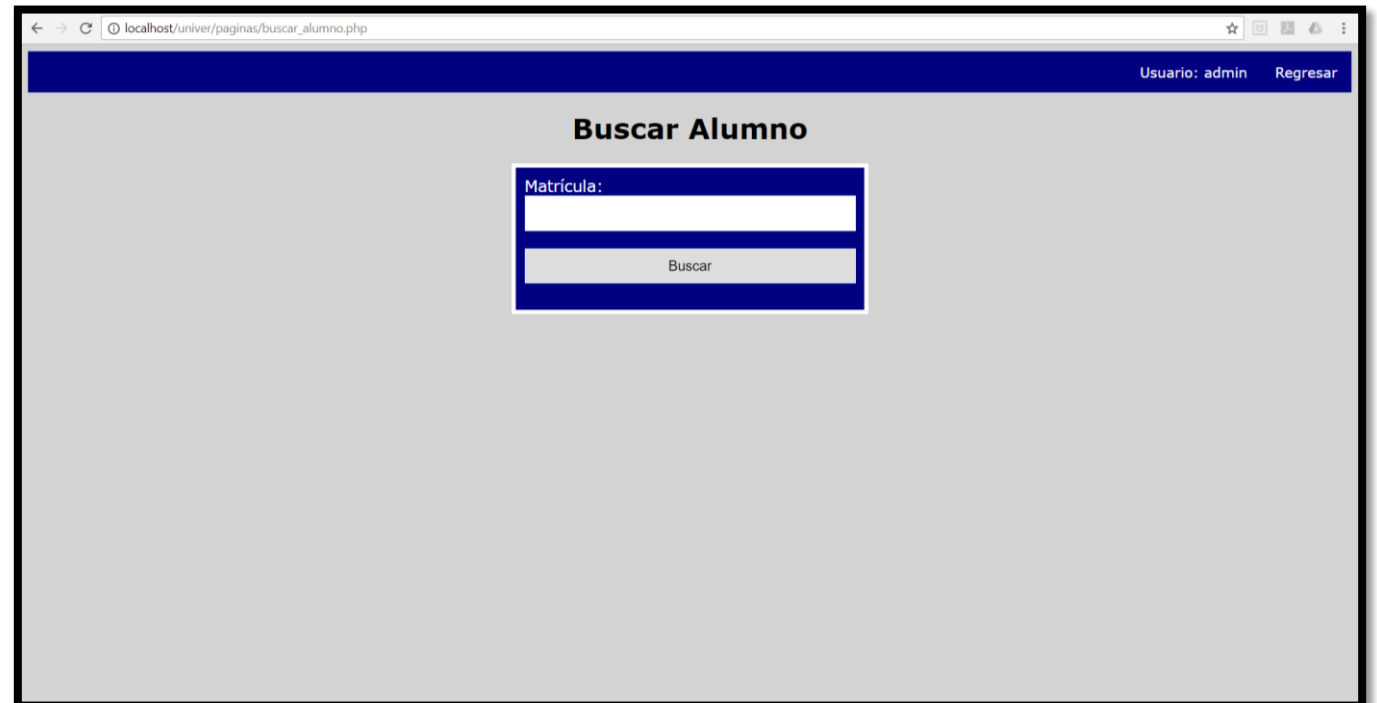 localhost/univer/paginas/buscar_alumno.php
Usuario: admin Regresar
Buscar Alumno
Matrícula:
Buscar